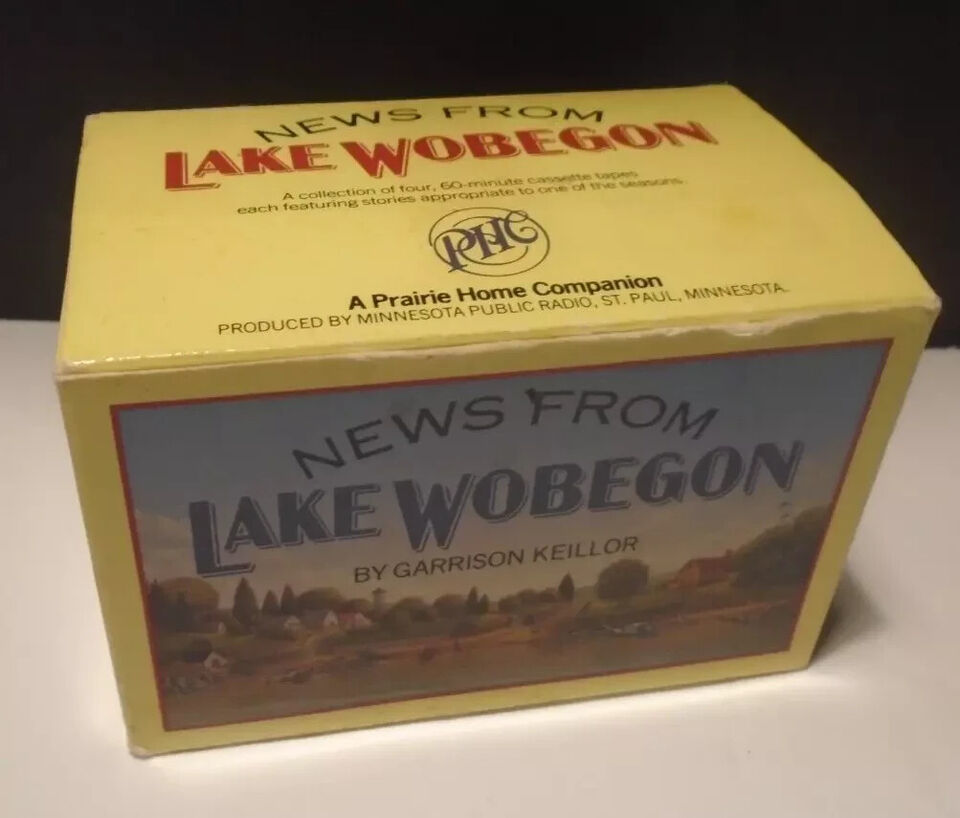 NEWS FROM
LAKE WOBEGON
A collection of four, 60-minute cassette tapes
each featuring stories appropriate to one of the seasons.
PHC
A Prairie Home Companion
PRODUCED BY MINNESOTA PUBLIC RADIO, ST. PAUL, MINNESOTA.
NEWS FROM
LAKE WOBEGON
BY GARRISON KEILLOR